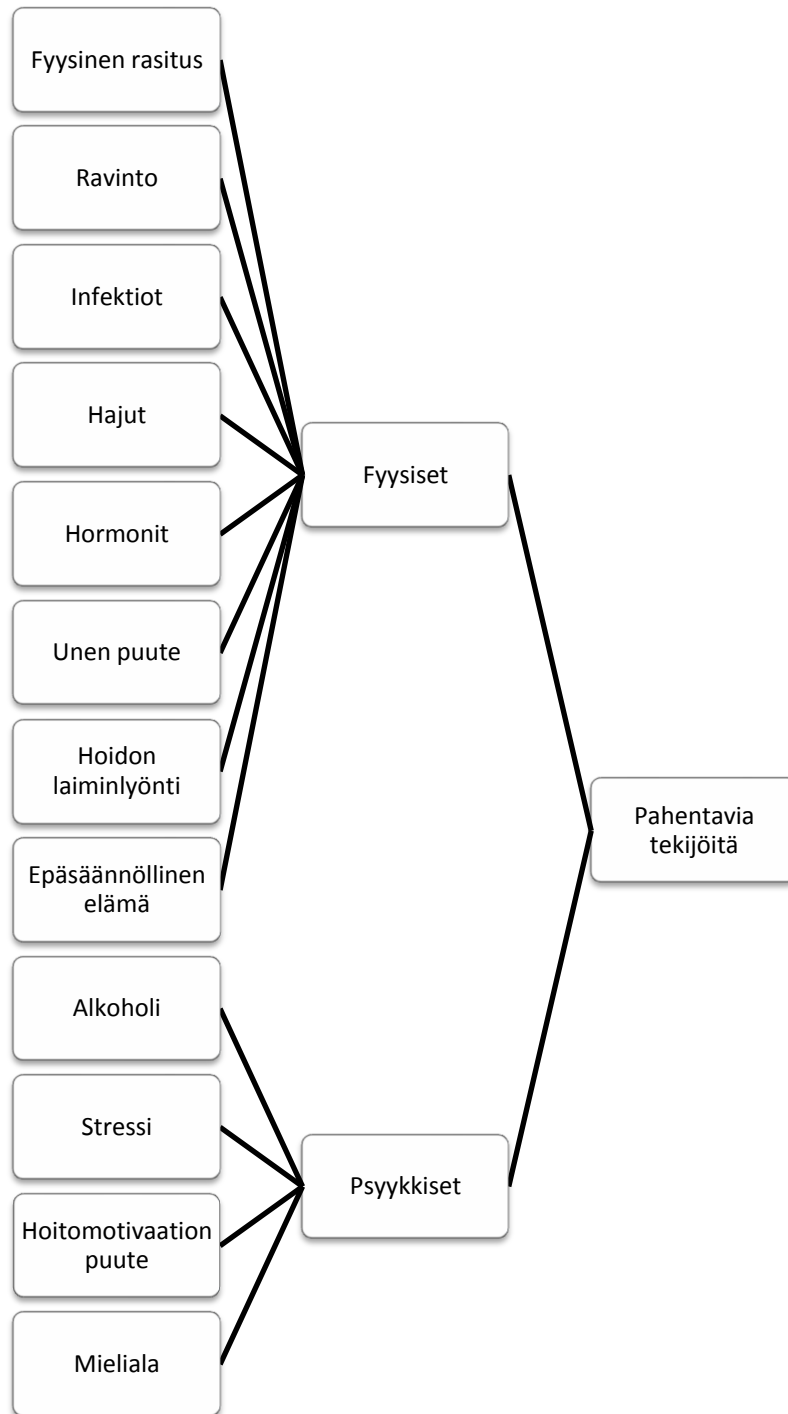 Fyysinen rasitus
Ravinto
Infektiot
Hajut
Hormonit
Unen puute
Hoidon
laiminlyönti
Epäsäännöllinen
elämä
Alkoholi
Stressi
Hoitomotivaation
puute
Mieliala
Fyysiset
Psyykkiset
Pahentavia
tekijöitä